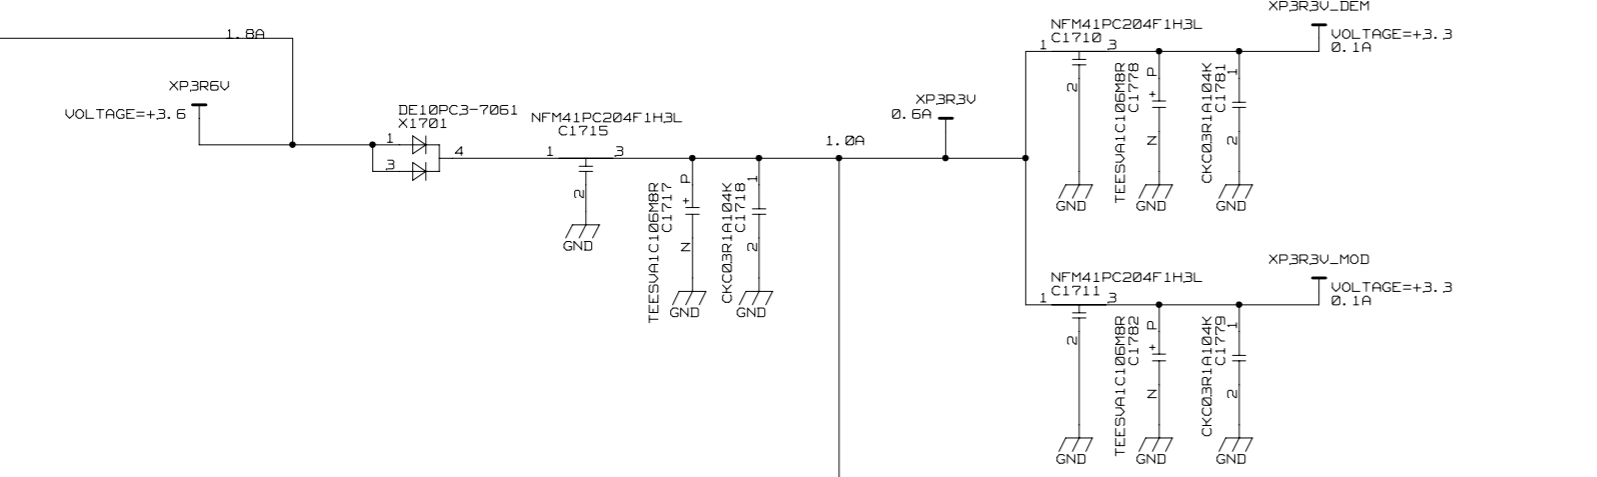 XP3R3V_DEM
NFM41PC204F1H3L
C1710
VOLTAGE=+3.3
0.1A
1.8A
1
3
2
TEESVA1C106M8R
C1778
P
+
N
CKC03R1A104K
C1781
1
2
GND
GND
GND
XP3R6V
VOLTAGE=+3.6
DE10PC3-7061
X1701
1
3
4
NFM41PC204F1H3L
C1715
1
3
2
GND
XP3R3V
0.6A
1.0A
TEESVA1C106M8R
C1717
P
+
N
GND
CKC03R1A104K
C1718
1
2
GND
XP3R3V_MOD
NFM41PC204F1H3L
C1711
VOLTAGE=+3.3
0.1A
1
3
2
TEESVA1C106M8R
C1782
P
+
N
CKC03R1A104K
C1779
1
2
GND
GND
GND